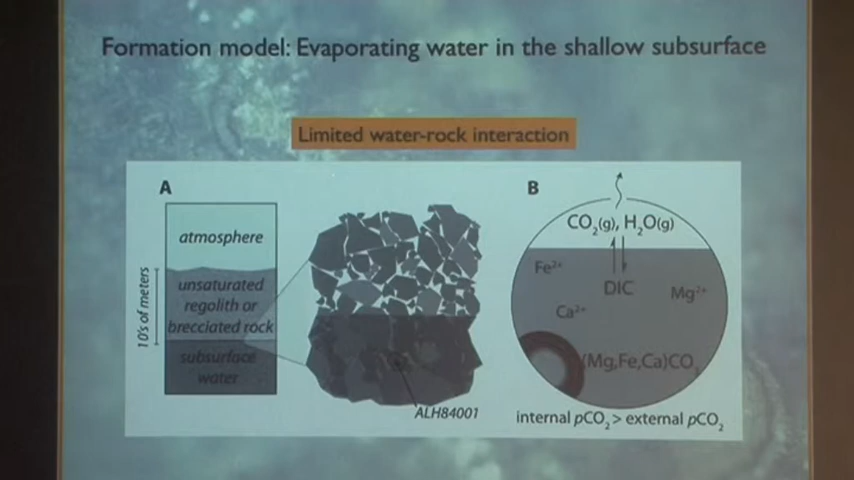 Formation model: Evaporating water in the shallow subsurface
Limited water-rock interaction
A
atmosphere
unsaturated
regolith or
brecciated rock
subsurface
water
10's of meters
ALH84001
B
CO₂(g), H₂O(g)
Fe²⁺
DIC
Mg²⁺
Ca²⁺
(Mg,Fe,Ca)CO
internal pCO₂ > external pCO₂